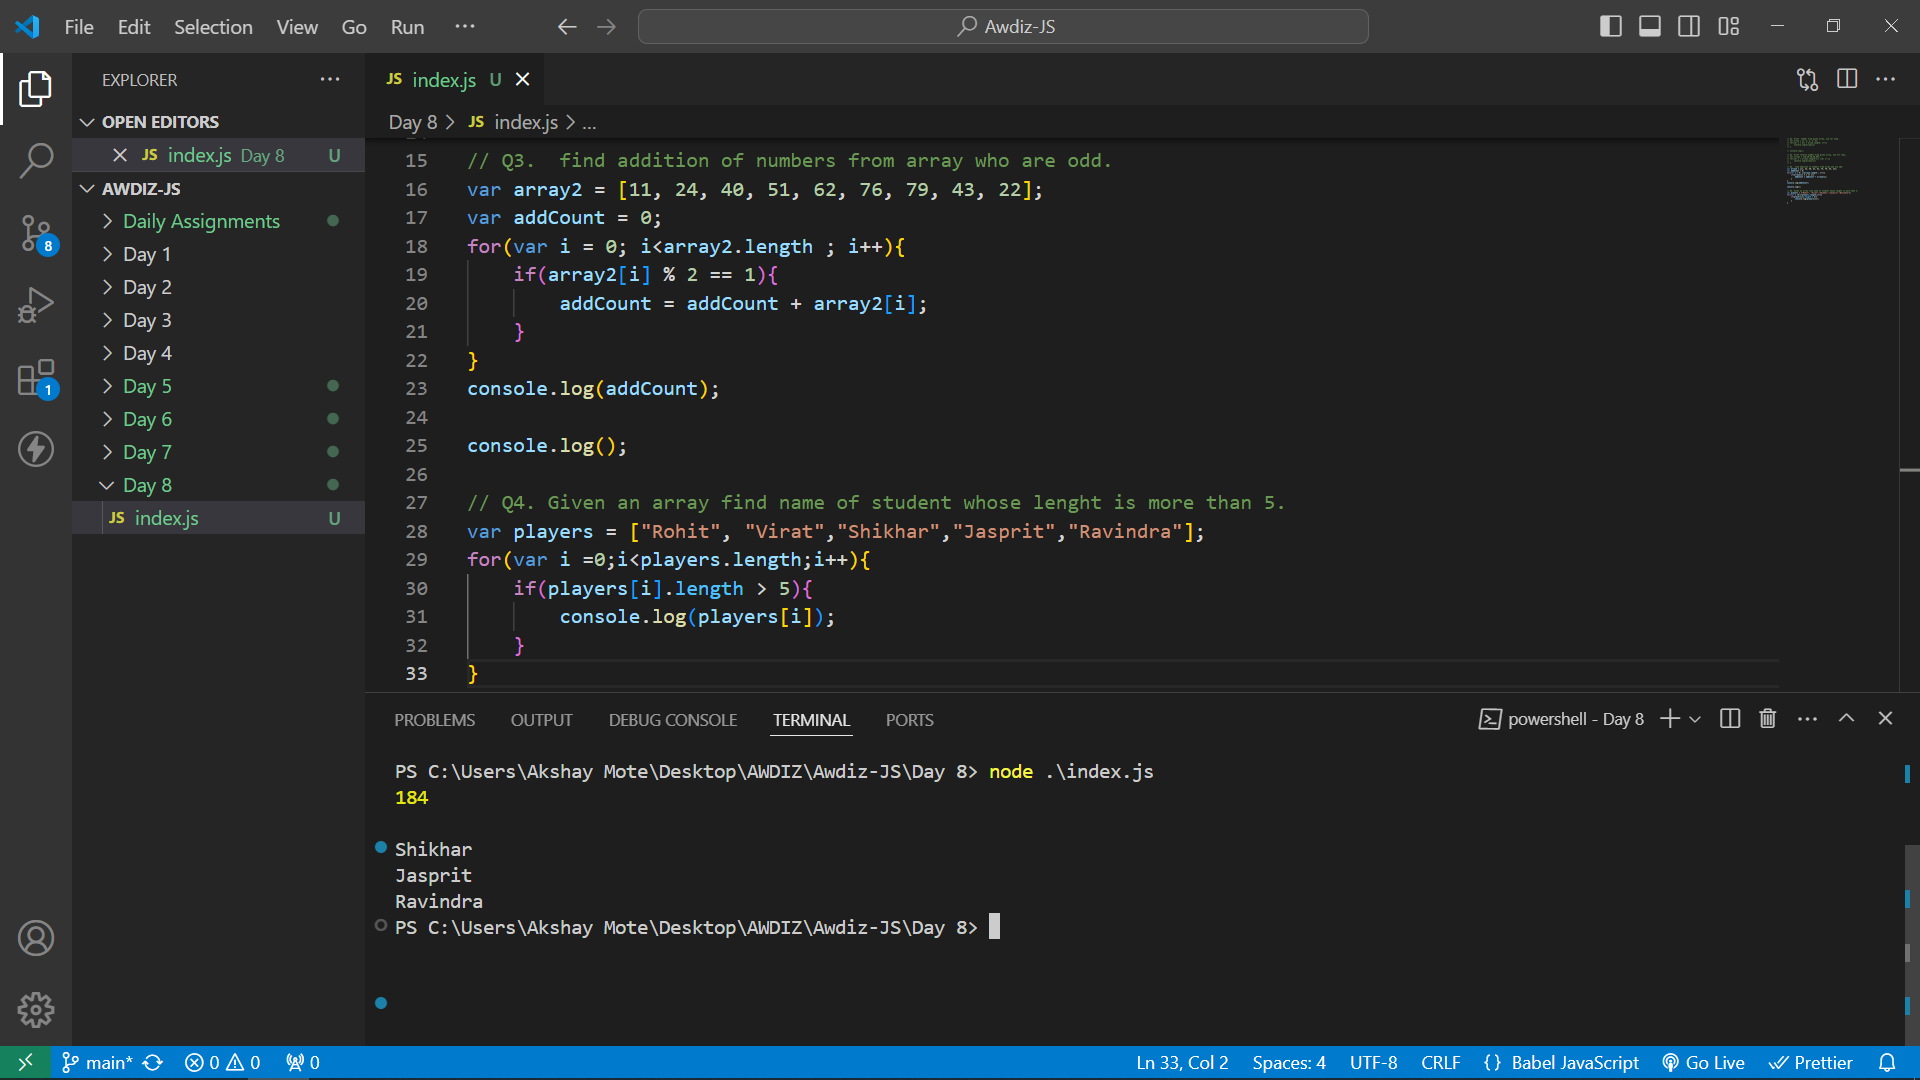 File Edit Selection View Go Run ··· Awdiz-JS
EXPLORER
OPEN EDITORS
JS index.js Day 8 U
AWDIZ-JS
Daily Assignments
Day 1
Day 2
Day 3
Day 4
Day 5
Day 6
Day 7
Day 8
JS index.js U
8
1
JS index.js U
Day 8 > JS index.js > ...
15 // Q3.  find addition of numbers from array who are odd.
16 var array2 = [11, 24, 40, 51, 62, 76, 79, 43, 22];
17 var addCount = 0;
18 for(var i = 0; i<array2.length ; i++){
19     if(array2[i] % 2 == 1){
20         addCount = addCount + array2[i];
21     }
22 }
23 console.log(addCount);
24
25 console.log();
26
27 // Q4. Given an array find name of student whose lenght is more than 5.
28 var players = ["Rohit", "Virat","Shikhar","Jasprit","Ravindra"];
29 for(var i =0;i<players.length;i++){
30     if(players[i].length > 5){
31         console.log(players[i]);
32     }
33 }
PROBLEMS OUTPUT DEBUG CONSOLE TERMINAL PORTS powershell - Day 8
PS C:\Users\Akshay Mote\Desktop\AWDIZ\Awdiz-JS\Day 8> node .\index.js
184
Shikhar
Jasprit
Ravindra
PS C:\Users\Akshay Mote\Desktop\AWDIZ\Awdiz-JS\Day 8>
main* 0 0 0 Ln 33, Col 2 Spaces: 4 UTF-8 CRLF {} Babel JavaScript Go Live Prettier